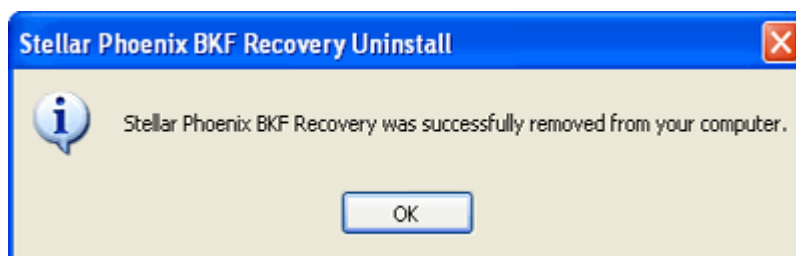 Stellar Phoenix BKF Recovery Uninstall
Stellar Phoenix BKF Recovery was successfully removed from your computer.
OK